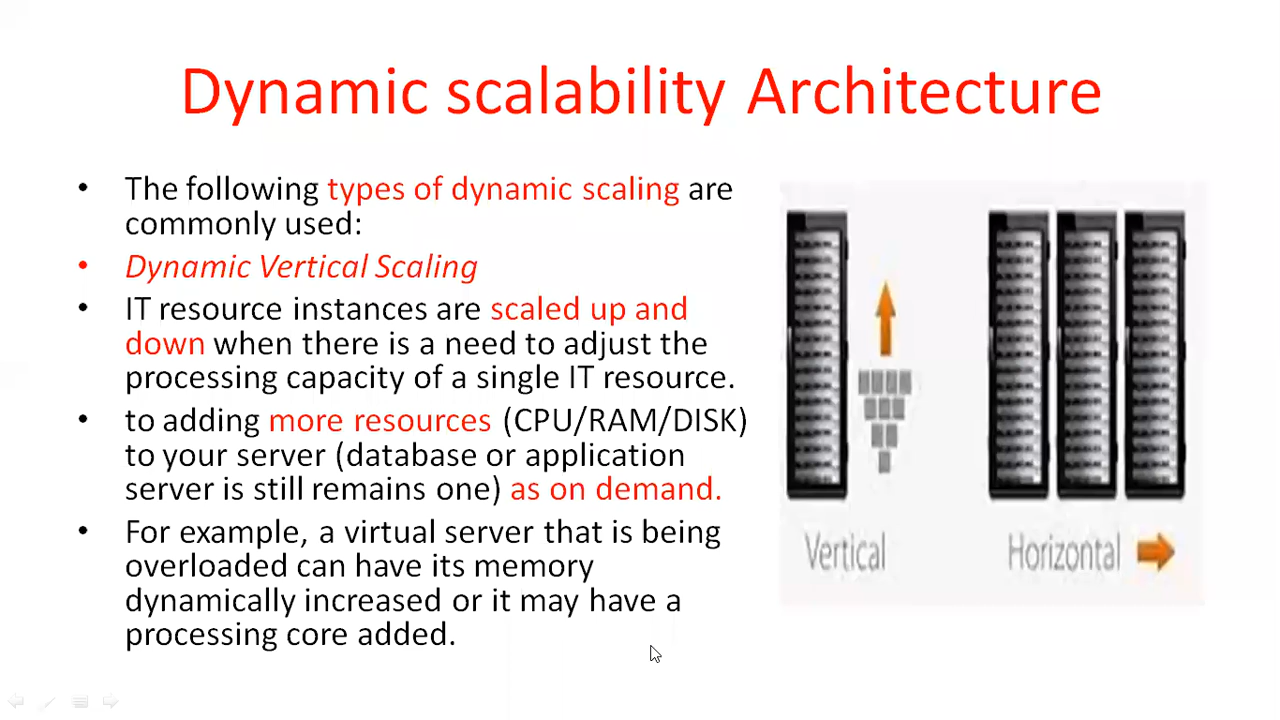 Dynamic scalability Architecture
• The following types of dynamic scaling are
commonly used:
• Dynamic Vertical Scaling
• IT resource instances are scaled up and
down when there is a need to adjust the
processing capacity of a single IT resource.
• to adding more resources (CPU/RAM/DISK)
to your server (database or application
server is still remains one) as on demand.
• For example, a virtual server that is being
overloaded can have its memory
dynamically increased or it may have a
processing core added.
Vertical
Horizontal